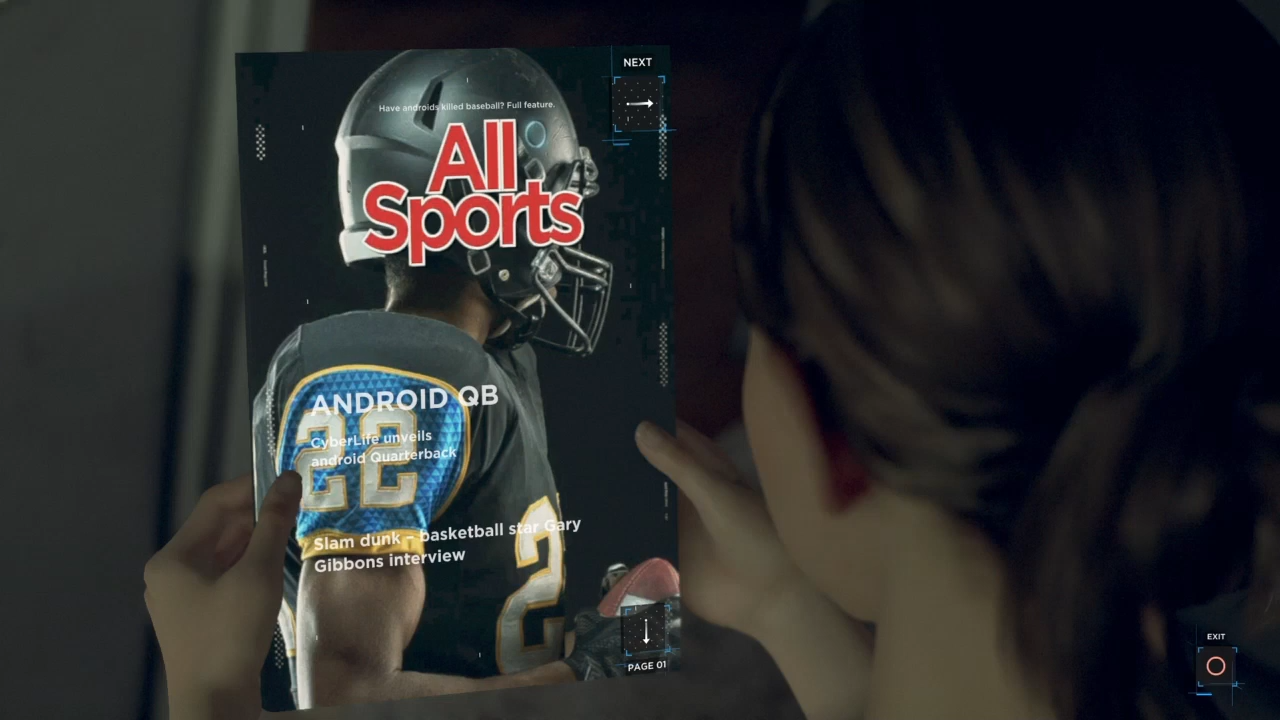 NEXT
Have androids killed baseball? Full feature.
All
Sports
ANDROID QB
22
CyberLife unveils
android Quarterback
Slam dunk - basketball star Gary
Gibbons interview
2
PAGE 01
EXIT